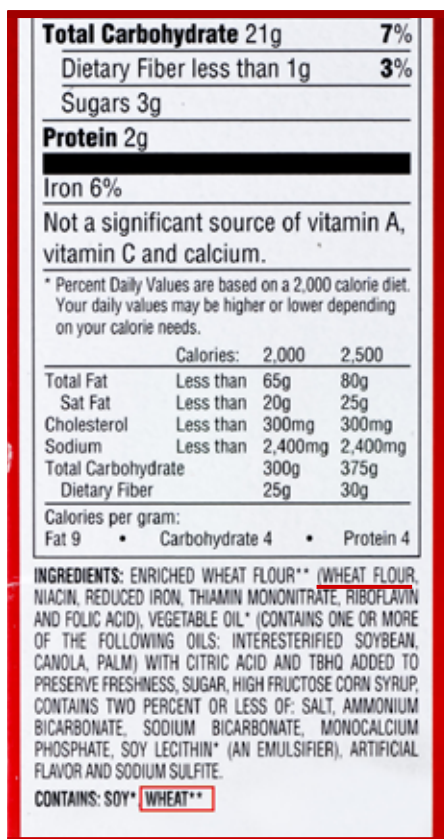 Total Carbohydrate 21g 7%
Dietary Fiber less than 1g 3%
Sugars 3g
Protein 2g
Iron 6%
Not a significant source of vitamin A,
vitamin C and calcium.
* Percent Daily Values are based on a 2,000 calorie diet.
Your daily values may be higher or lower depending
on your calorie needs.
Calories: 2,000 2,500
Total Fat Less than 65g 80g
Sat Fat Less than 20g 25g
Cholesterol Less than 300mg 300mg
Sodium Less than 2,400mg 2,400mg
Total Carbohydrate 300g 375g
Dietary Fiber 25g 30g
Calories per gram:
Fat 9 • Carbohydrate 4 • Protein 4
INGREDIENTS: ENRICHED WHEAT FLOUR** (WHEAT FLOUR,
NIACIN, REDUCED IRON, THIAMIN MONONITRATE, RIBOFLAVIN
AND FOLIC ACID), VEGETABLE OIL* (CONTAINS ONE OR MORE
OF THE FOLLOWING OILS: INTERESTERIFIED SOYBEAN,
CANOLA, PALM) WITH CITRIC ACID AND TBHQ ADDED TO
PRESERVE FRESHNESS, SUGAR, HIGH FRUCTOSE CORN SYRUP,
CONTAINS TWO PERCENT OR LESS OF: SALT, AMMONIUM
BICARBONATE, SODIUM BICARBONATE, MONOCALCIUM
PHOSPHATE, SOY LECITHIN* (AN EMULSIFIER), ARTIFICIAL
FLAVOR AND SODIUM SULFITE.
CONTAINS: SOY*, WHEAT**